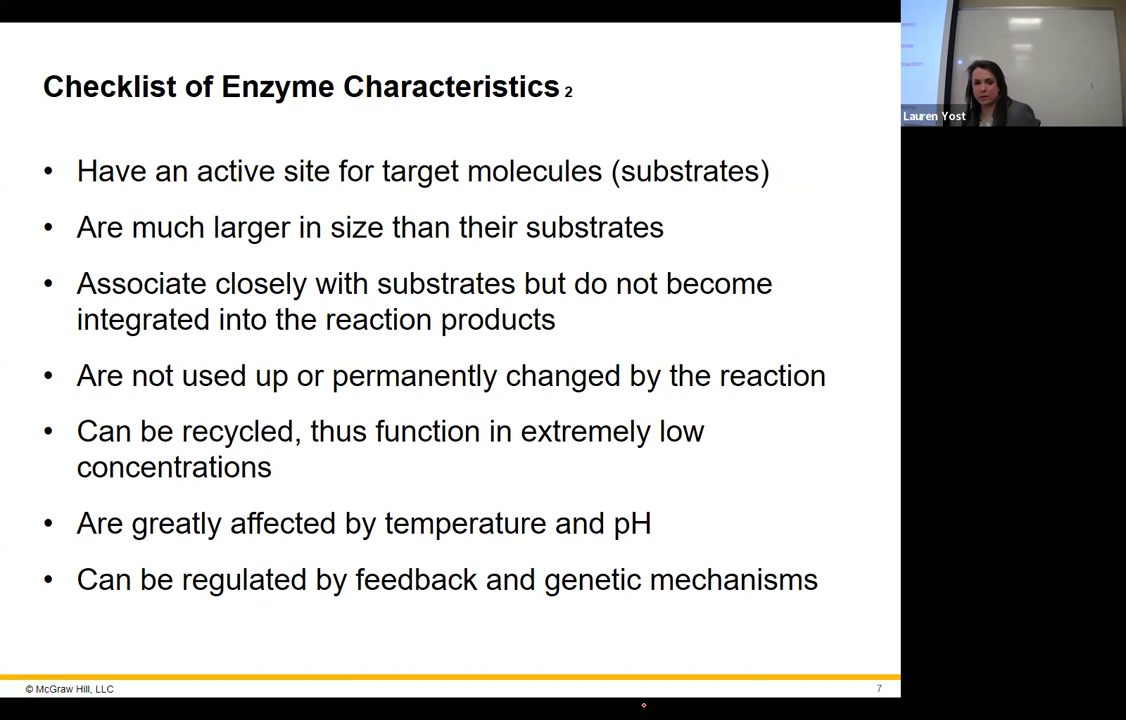 Checklist of Enzyme Characteristics 2
• Have an active site for target molecules (substrates)
• Are much larger in size than their substrates
• Associate closely with substrates but do not become
integrated into the reaction products
• Are not used up or permanently changed by the reaction
• Can be recycled, thus function in extremely low
concentrations
• Are greatly affected by temperature and pH
• Can be regulated by feedback and genetic mechanisms
© McGraw Hill, LLC
7
Lauren Yost